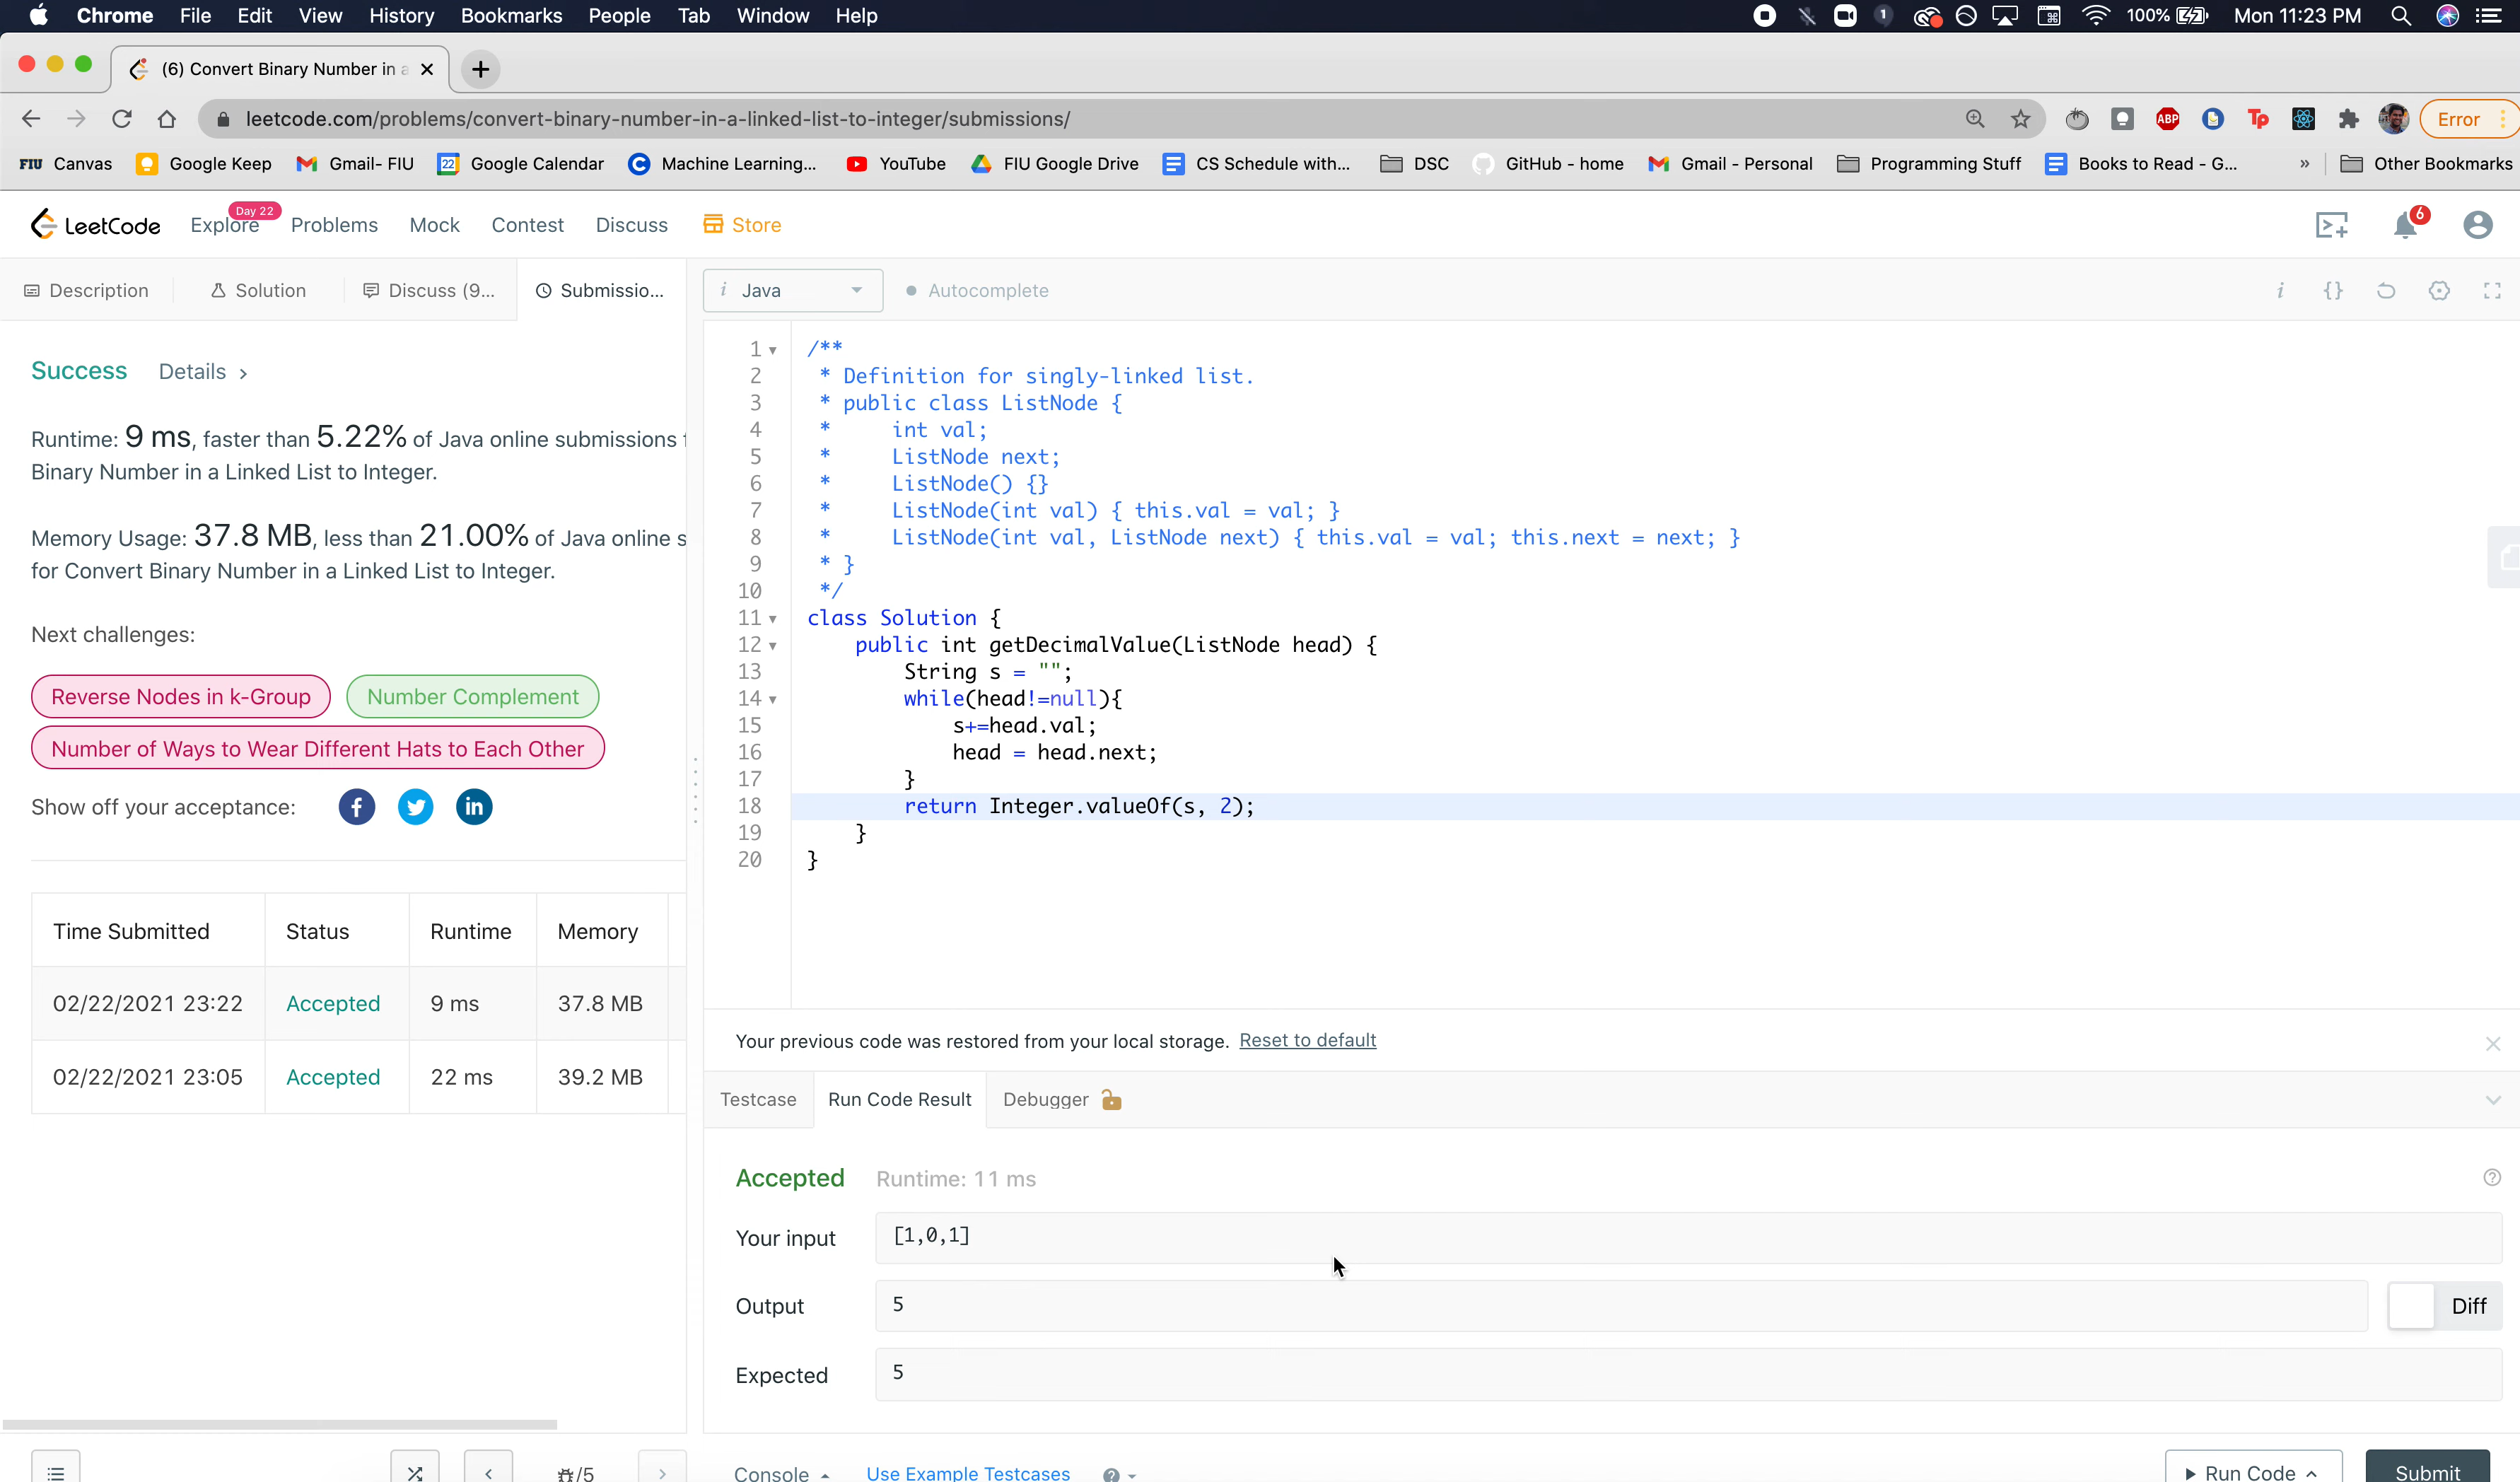 Chrome File Edit View History Bookmarks People Tab Window Help 1 100% Mon 11:23 PM
(6) Convert Binary Number in a
leetcode.com/problems/convert-binary-number-in-a-linked-list-to-integer/submissions/ ABP Tp Error
FIU Canvas Google Keep Gmail- FIU 22 Google Calendar C Machine Learning... YouTube FIU Google Drive CS Schedule with... DSC GitHub - home Gmail - Personal Programming Stuff Books to Read - G... » Other Bookmarks
LeetCode Explore Day 22 Problems Mock Contest Discuss Store 6
Description Solution Discuss (9... Submissio... i Java Autocomplete i {}
Success Details >
Runtime: 9 ms, faster than 5.22% of Java online submissions f
Binary Number in a Linked List to Integer.
Memory Usage: 37.8 MB, less than 21.00% of Java online s
for Convert Binary Number in a Linked List to Integer.
Next challenges:
Reverse Nodes in k-Group Number Complement
Number of Ways to Wear Different Hats to Each Other
Show off your acceptance: f in
Time Submitted Status Runtime Memory
02/22/2021 23:22 Accepted 9 ms 37.8 MB
02/22/2021 23:05 Accepted 22 ms 39.2 MB
1 /**
2 * Definition for singly-linked list.
3 * public class ListNode {
4 * int val;
5 * ListNode next;
6 * ListNode() {}
7 * ListNode(int val) { this.val = val; }
8 * ListNode(int val, ListNode next) { this.val = val; this.next = next; }
9 * }
10 */
11 class Solution {
12 public int getDecimalValue(ListNode head) {
13 String s = "";
14 while(head!=null){
15 s+=head.val;
16 head = head.next;
17 }
18 return Integer.valueOf(s, 2);
19 }
20 }
Your previous code was restored from your local storage. Reset to default
Testcase Run Code Result Debugger
Accepted Runtime: 11 ms
Your input [1,0,1]
Output 5 Diff
Expected 5
/5 Console Use Example Testcases ? Run Code Submit